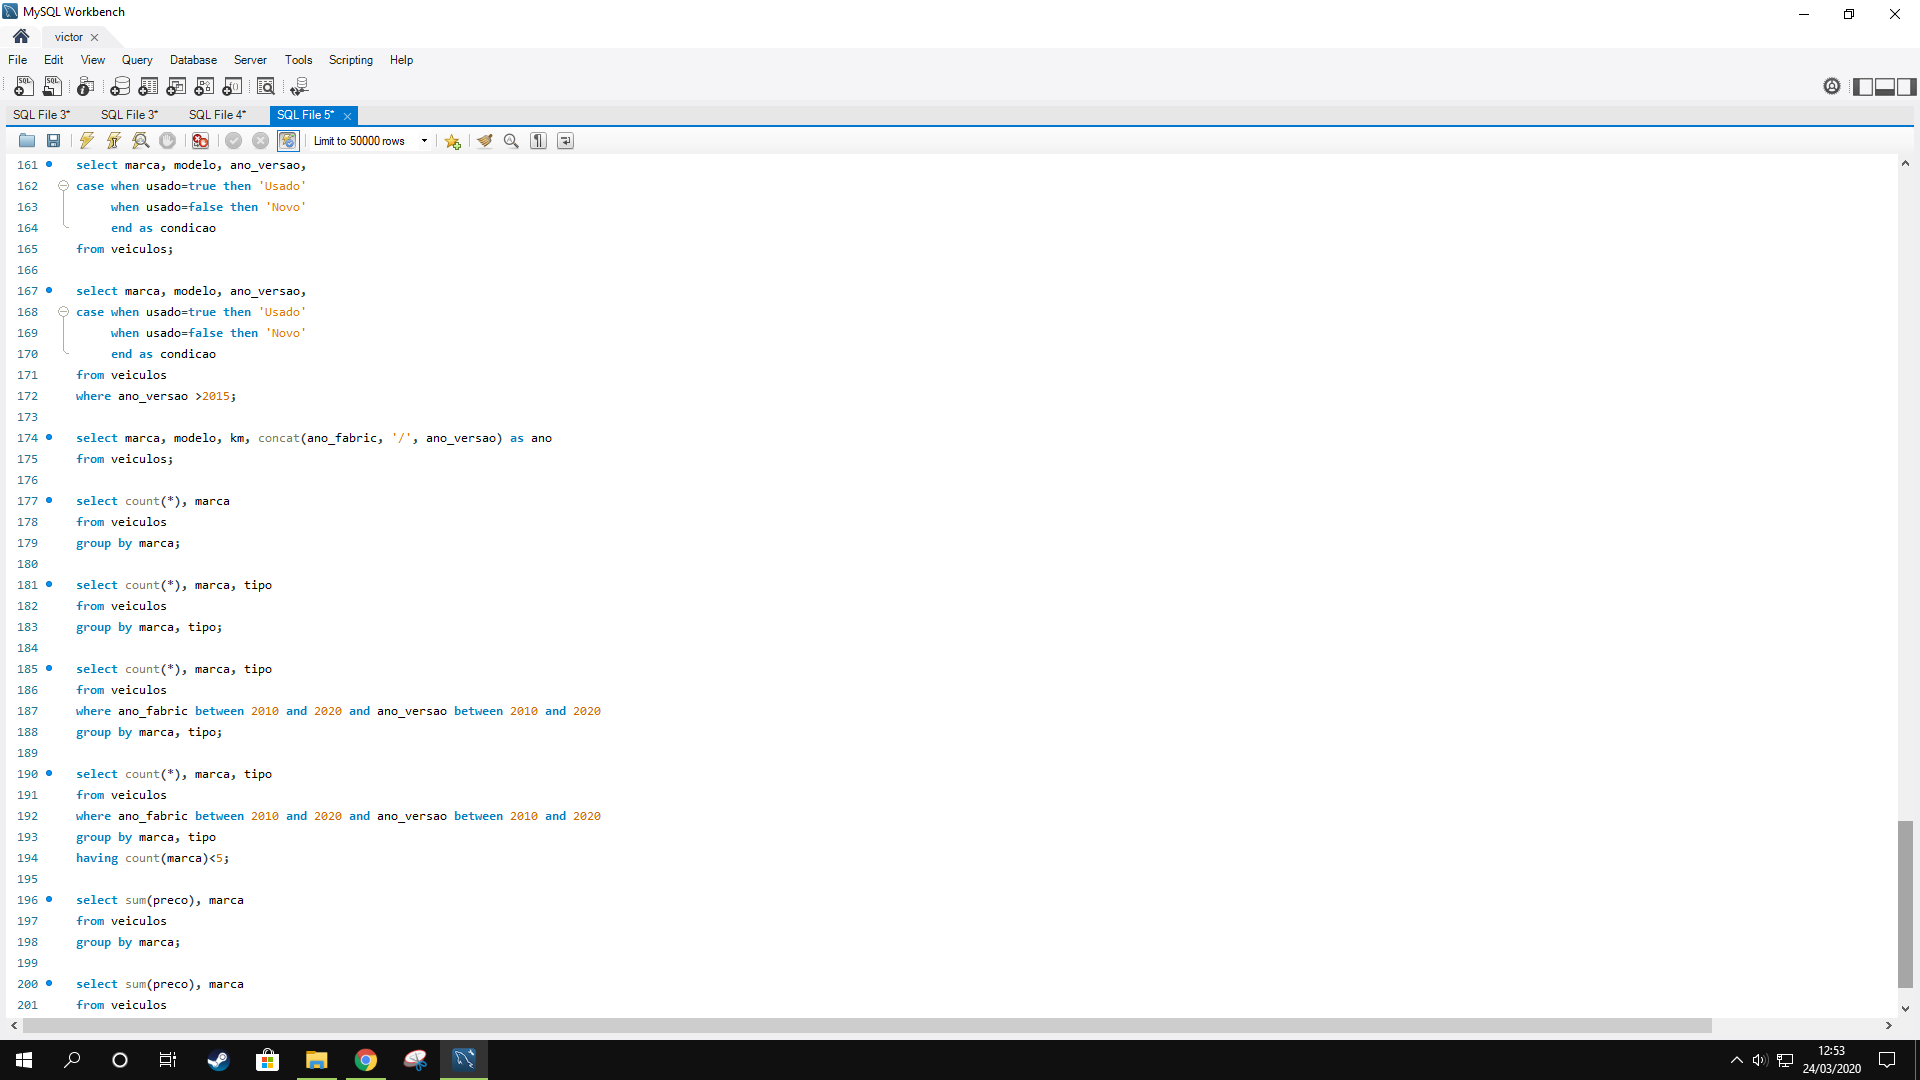 MySQL Workbench
victor
File Edit View Query Database Server Tools Scripting Help
SQL File 3* SQL File 3* SQL File 4* SQL File 5*
Limit to 50000 rows
161 select marca, modelo, ano_versao,
162 case when usado=true then 'Usado'
163 when usado=false then 'Novo'
164 end as condicao
165 from veiculos;
166
167 select marca, modelo, ano_versao,
168 case when usado=true then 'Usado'
169 when usado=false then 'Novo'
170 end as condicao
171 from veiculos
172 where ano_versao >2015;
173
174 select marca, modelo, km, concat(ano_fabric, '/', ano_versao) as ano
175 from veiculos;
176
177 select count(*), marca
178 from veiculos
179 group by marca;
180
181 select count(*), marca, tipo
182 from veiculos
183 group by marca, tipo;
184
185 select count(*), marca, tipo
186 from veiculos
187 where ano_fabric between 2010 and 2020 and ano_versao between 2010 and 2020
188 group by marca, tipo;
189
190 select count(*), marca, tipo
191 from veiculos
192 where ano_fabric between 2010 and 2020 and ano_versao between 2010 and 2020
193 group by marca, tipo
194 having count(marca)<5;
195
196 select sum(preco), marca
197 from veiculos
198 group by marca;
199
200 select sum(preco), marca
201 from veiculos
12:53
24/03/2020